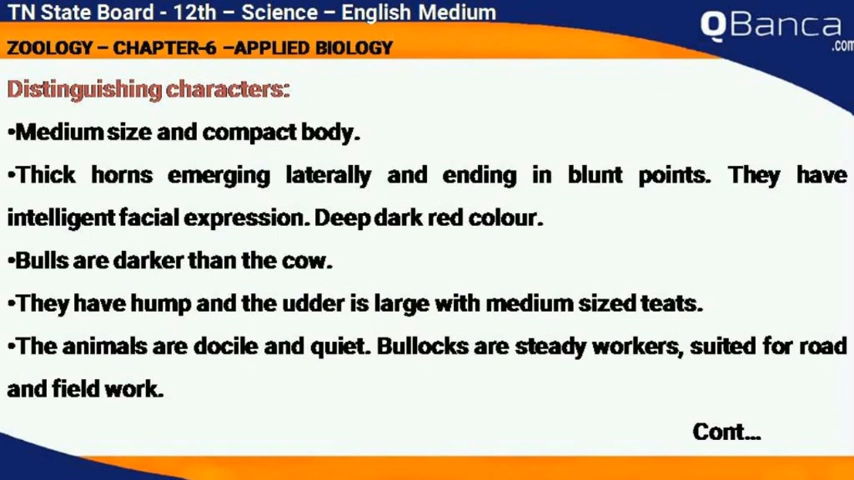 TN State Board - 12th – Science – English Medium
QBanca
.com
ZOOLOGY – CHAPTER-6 –APPLIED BIOLOGY
Distinguishing characters:
•Medium size and compact body.
•Thick horns emerging laterally and ending in blunt points. They have
intelligent facial expression. Deep dark red colour.
•Bulls are darker than the cow.
•They have hump and the udder is large with medium sized teats.
•The animals are docile and quiet. Bullocks are steady workers, suited for road
and field work.
Cont...